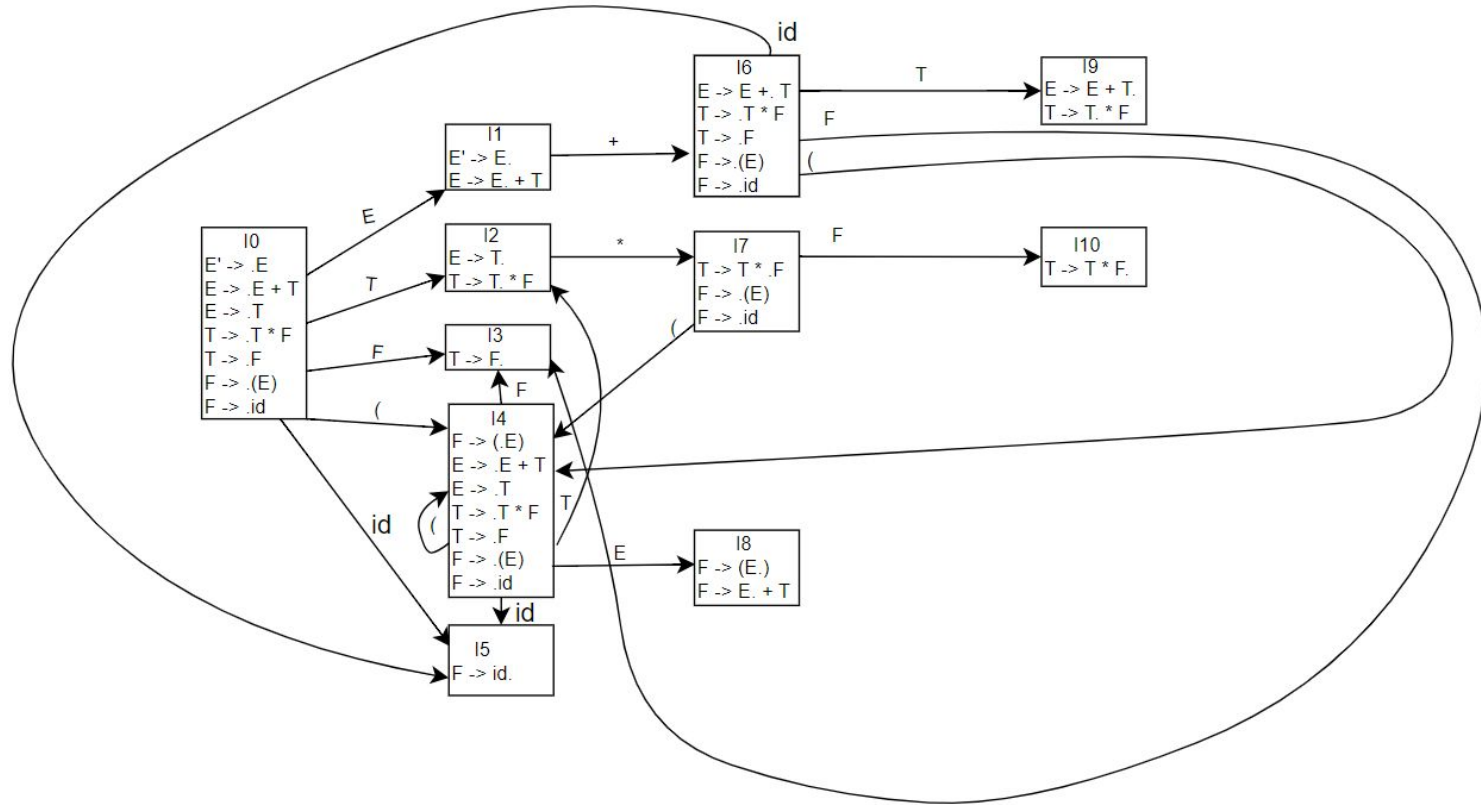 id
I6
E -> E +. T
T -> .T * F
T -> .F
F ->.(E)
F -> .id
T
F
(
I9
E -> E + T.
T -> T. * F
I1
E' -> E.
E -> E. + T
+
E
I0
E' -> .E
E -> .E + T
E -> .T
T -> .T * F
T -> .F
F -> .(E)
F -> .id
T
F
(
id
I2
E -> T.
T -> T. * F
*
I7
T -> T * .F
F -> .(E)
F -> .id
F
(
I10
T -> T * F.
I3
T -> F.
F
I4
F -> (.E)
E -> .E + T
E -> .T
T -> .T * F
T -> .F
F -> .(E)
F -> .id
(
T
E
id
I8
F -> (E.)
F -> E. + T
I5
F -> id.